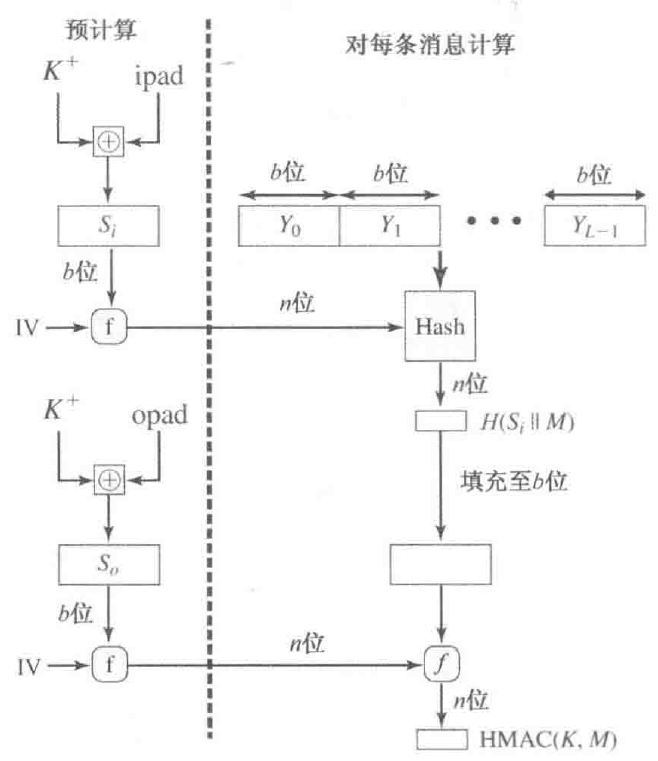 预计算
对每条消息计算
K⁺ ipad
⊕
b位 b位 b位
Sᵢ
Y₀ Y₁ • • • Y_{L−1}
b位
n位
IV f Hash
n位
K⁺ opad
H(Sᵢ || M)
⊕
填充至b位
Sₒ
b位
n位
IV f f
n位
HMAC(K, M)